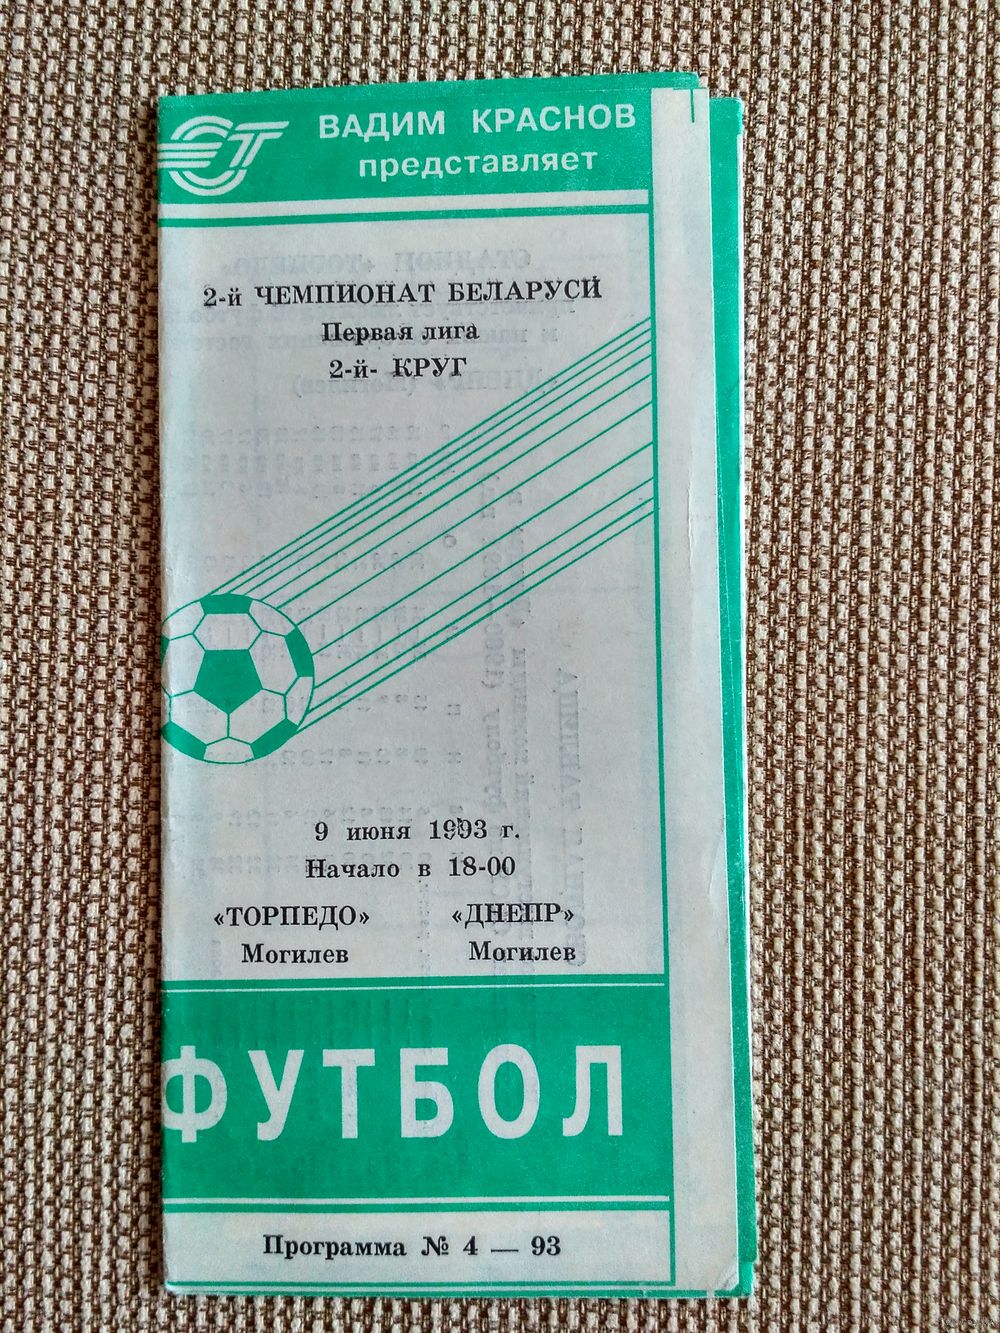 ВАДИМ КРАСНОВ
представляет
2-й ЧЕМПИОНАТ БЕЛАРУСИ
Первая лига
2-й- КРУГ
9 июня 1993 г.
Начало в 18-00
«ТОРПЕДО» «ДНЕПР»
Могилев Могилев
ФУТБОЛ
Программа № 4 — 93